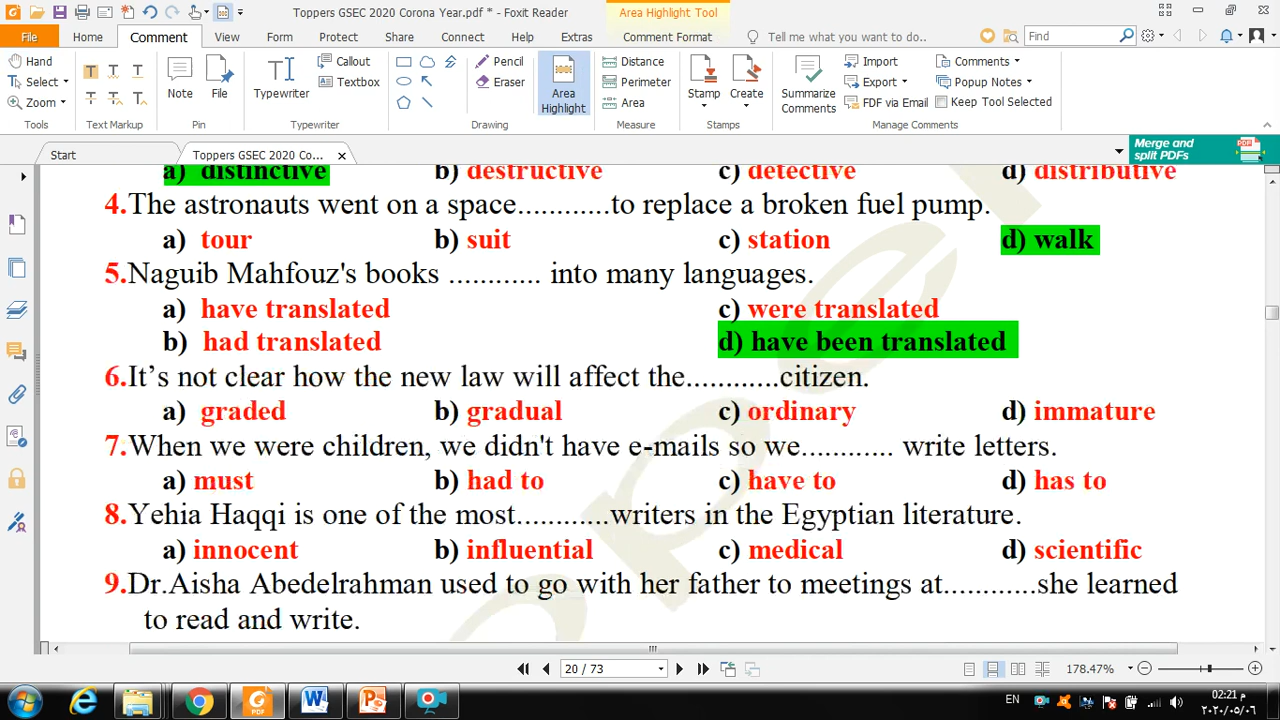 Toppers GSEC 2020 Corona Year.pdf * - Foxit Reader
Area Highlight Tool
File Home Comment View Form Protect Share Connect Help Extras Comment Format Tell me what you want to do.. Find
Hand Select Zoom Note File Typewriter Callout Textbox Pencil Eraser Area Highlight Distance Perimeter Area Stamp Create Summarize Comments Import Export FDF via Email Comments Popup Notes Keep Tool Selected
Tools Text Markup Pin Typewriter Drawing Measure Stamps Manage Comments
Start Toppers GSEC 2020 Co... Merge and split PDFs
a) distinctive b) destructive c) detective d) distributive
4.The astronauts went on a space............to replace a broken fuel pump.
a) tour b) suit c) station d) walk
5.Naguib Mahfouz's books ............ into many languages.
a) have translated c) were translated
b) had translated d) have been translated
6.It’s not clear how the new law will affect the............citizen.
a) graded b) gradual c) ordinary d) immature
7.When we were children, we didn't have e-mails so we............ write letters.
a) must b) had to c) have to d) has to
8.Yehia Haqqi is one of the most............writers in the Egyptian literature.
a) innocent b) influential c) medical d) scientific
9.Dr.Aisha Abedelrahman used to go with her father to meetings at............she learned
to read and write.
20 / 73 178.47%
EN م 02:21
٢٠٢٠/٠٥/٠٦